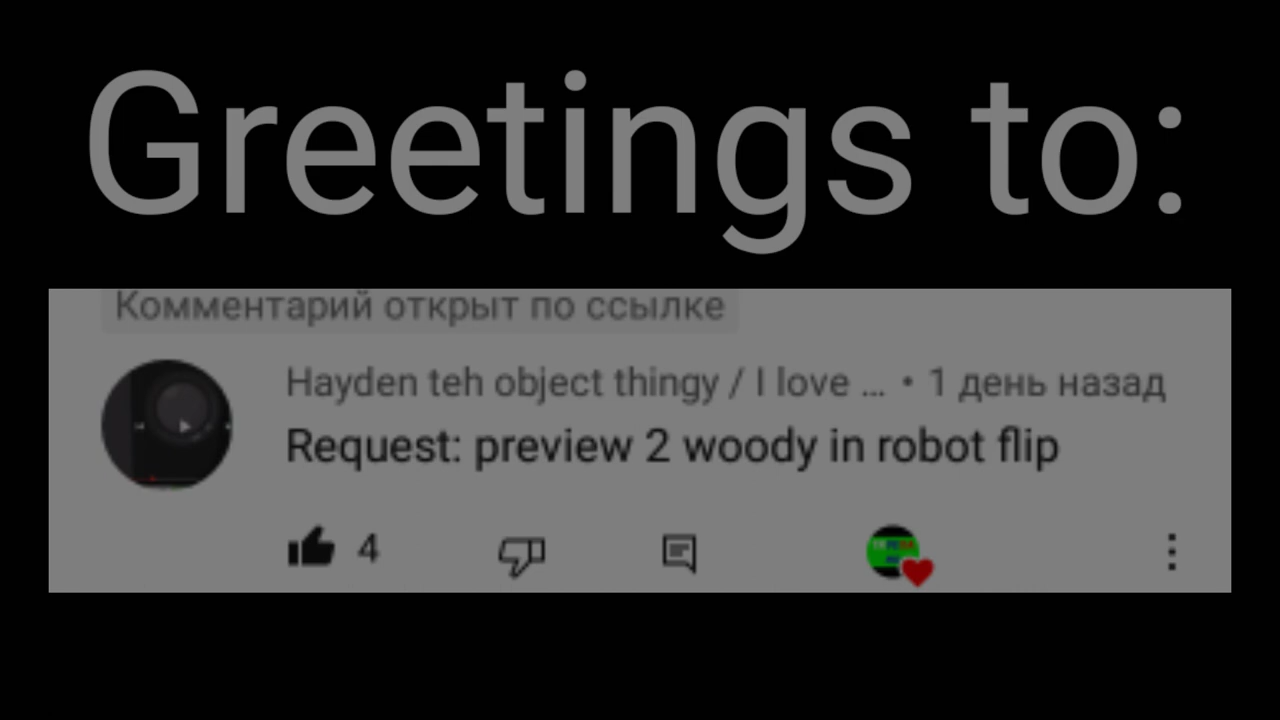 Greetings to:
Комментарий открыт по ссылке
Hayden teh object thingy / I love ... • 1 день назад
Request: preview 2 woody in robot flip
4